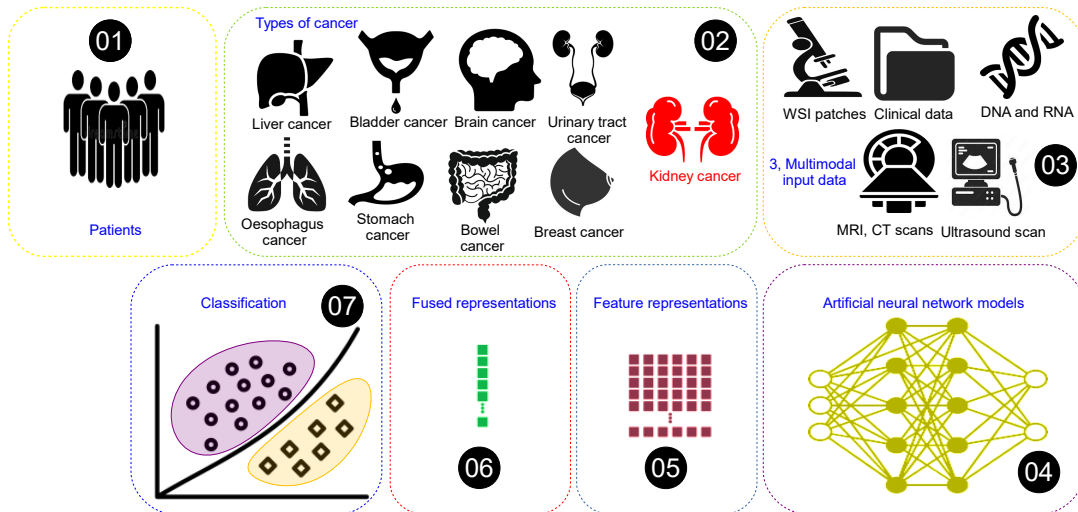 01
Patients
Types of cancer
02
Liver cancer
Bladder cancer
Brain cancer
Urinary tract
cancer
Kidney cancer
Oesophagus
cancer
Stomach
cancer
Bowel
cancer
Breast cancer
WSI patches
Clinical data
DNA and RNA
3, Multimodal
input data
03
MRI, CT scans
Ultrasound scan
Classification
07
Fused representations
06
Feature representations
05
Artificial neural network models
04